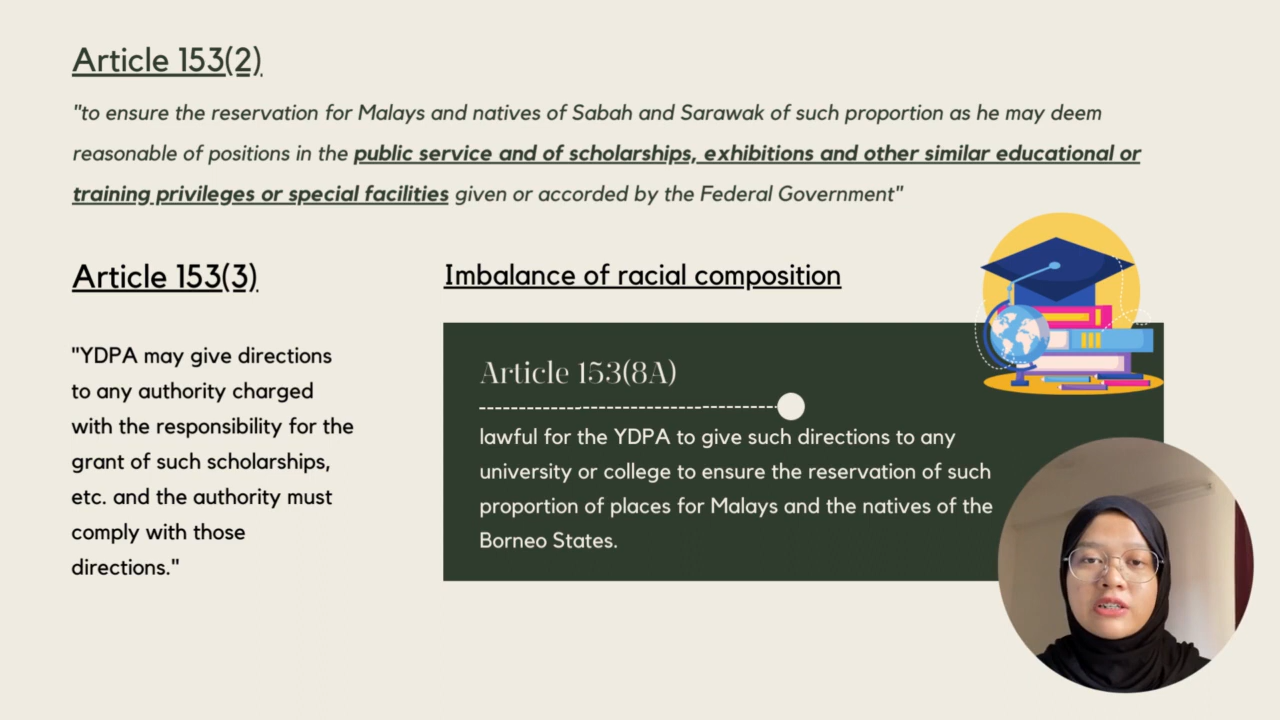 Article 153(2)
"to ensure the reservation for Malays and natives of Sabah and Sarawak of such proportion as he may deem
reasonable of positions in the public service and of scholarships, exhibitions and other similar educational or
training privileges or special facilities given or accorded by the Federal Government"
Article 153(3)
"YDPA may give directions
to any authority charged
with the responsibility for the
grant of such scholarships,
etc. and the authority must
comply with those
directions."
Imbalance of racial composition
Article 153(8A)
lawful for the YDPA to give such directions to any
university or college to ensure the reservation of such
proportion of places for Malays and the natives of the
Borneo States.